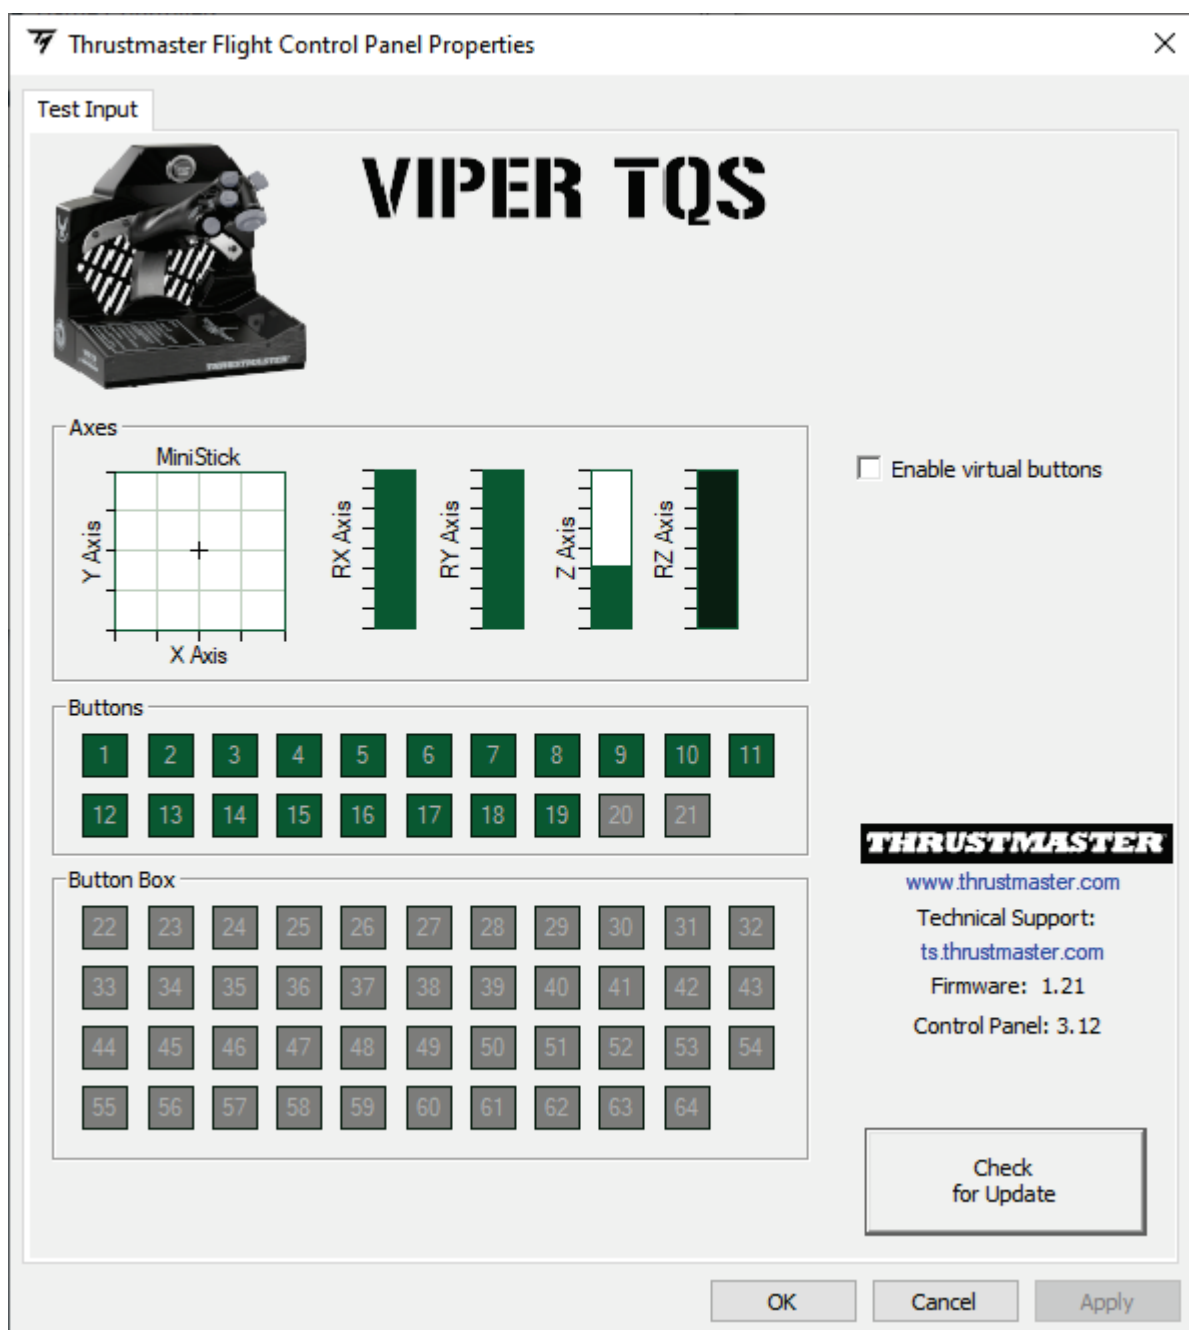 Thrustmaster Flight Control Panel Properties
Test Input
VIPER TQS
THRUSTMASTER
Axes
MiniStick
Y Axis
X Axis
RX Axis
RY Axis
Z Axis
RZ Axis
Enable virtual buttons
Buttons
1 2 3 4 5 6 7 8 9 10 11
12 13 14 15 16 17 18 19 20 21
Button Box
22 23 24 25 26 27 28 29 30 31 32
33 34 35 36 37 38 39 40 41 42 43
44 45 46 47 48 49 50 51 52 53 54
55 56 57 58 59 60 61 62 63 64
THRUSTMASTER
www.thrustmaster.com
Technical Support:
ts.thrustmaster.com
Firmware: 1.21
Control Panel: 3.12
Check
for Update
OK Cancel Apply